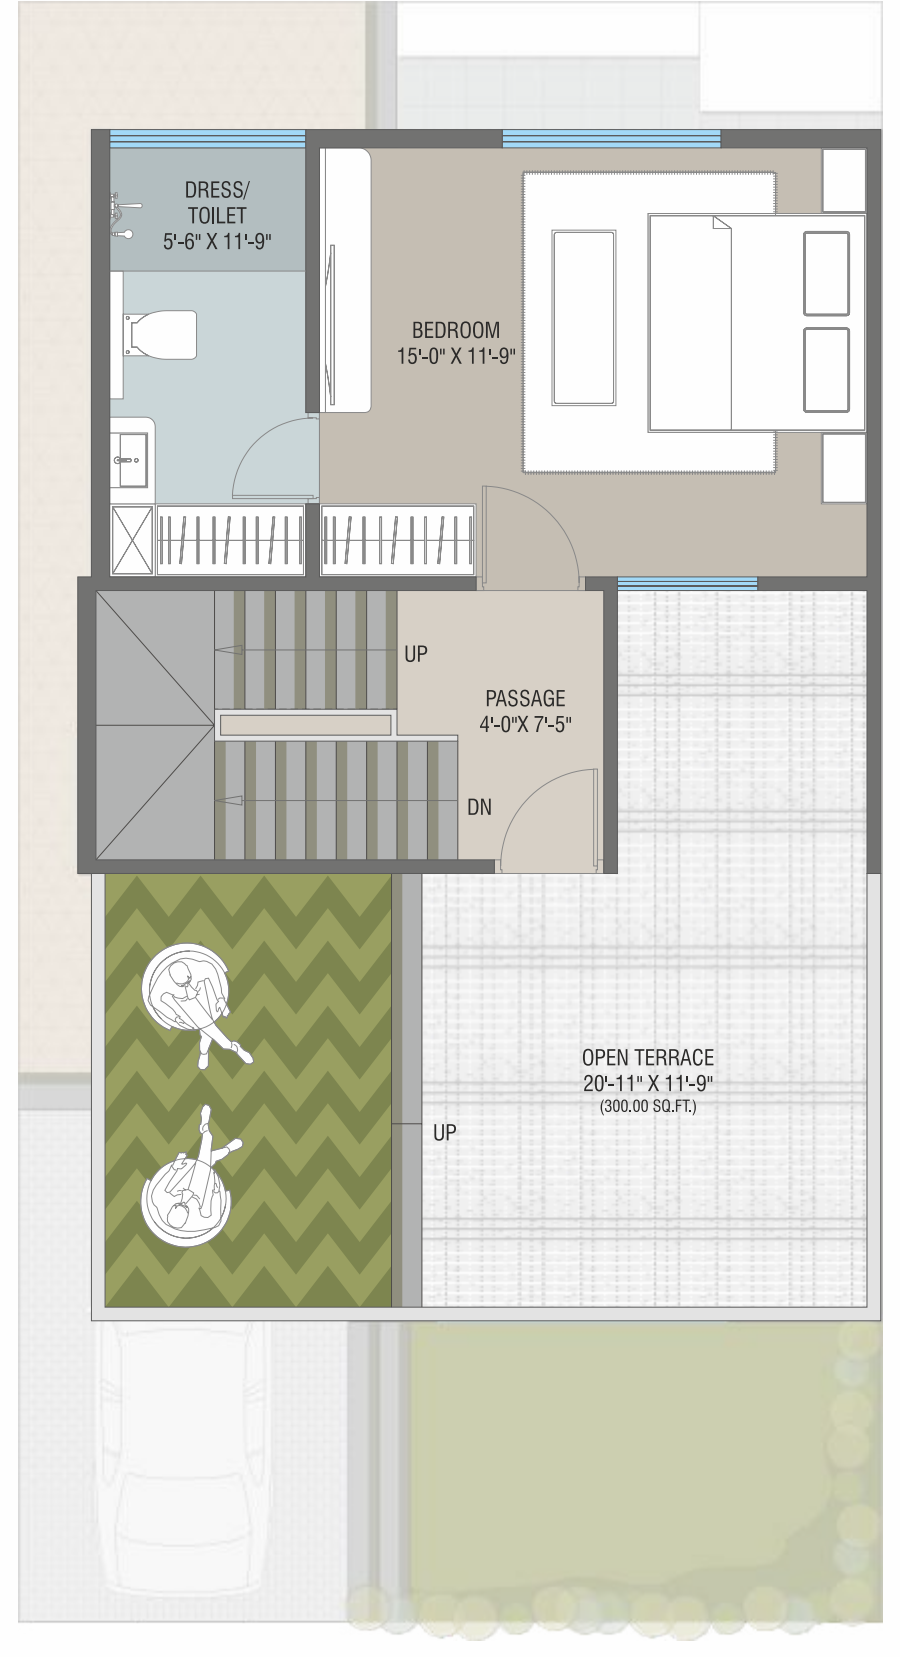 DRESS/
TOILET
5'-6" X 11'-9"
BEDROOM
15'-0" X 11'-9"
UP
PASSAGE
4'-0"X 7'-5"
DN
OPEN TERRACE
20'-11" X 11'-9"
(300.00 SQ.FT.)
UP